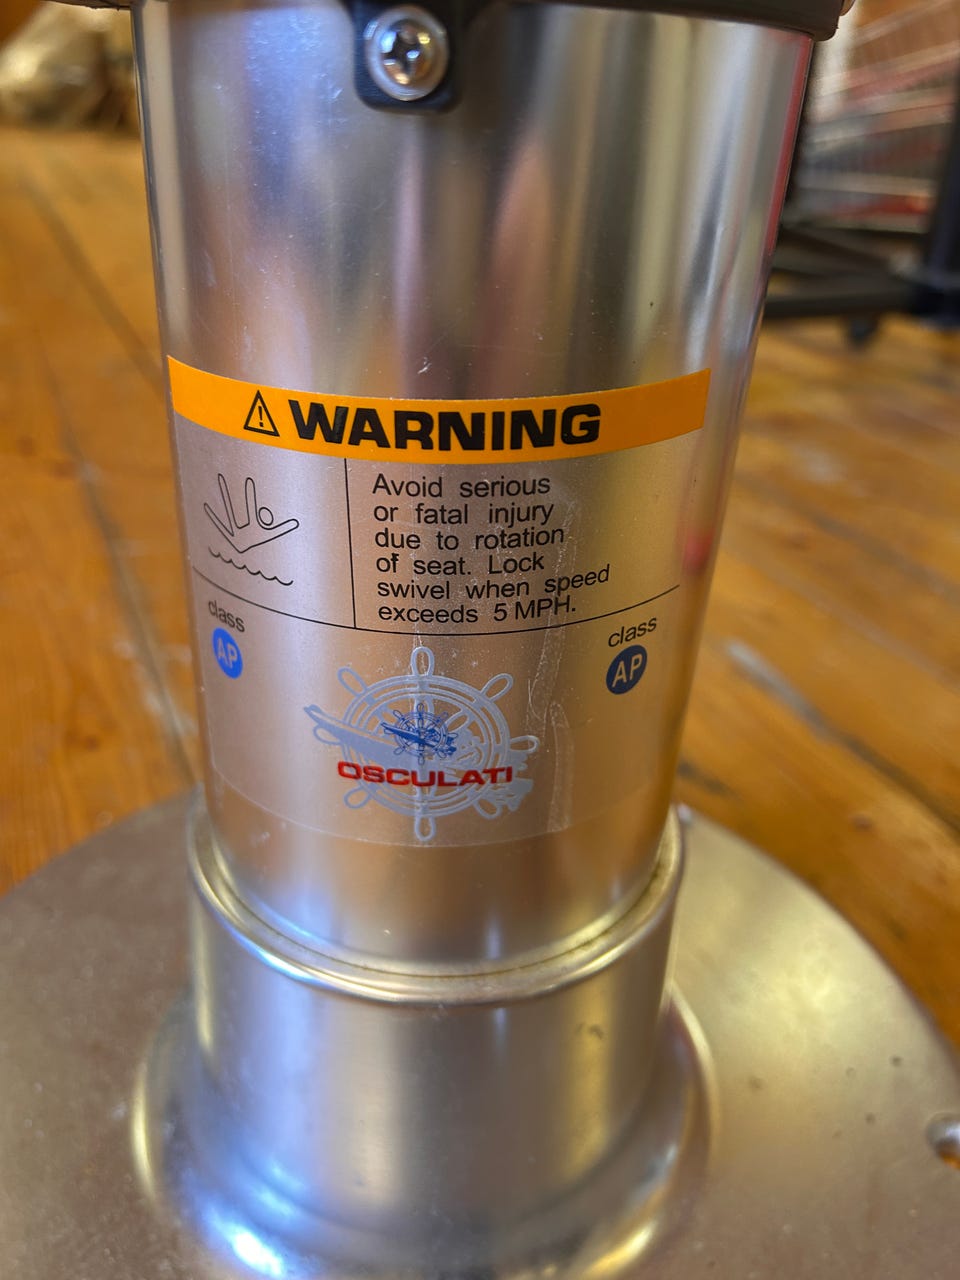 WARNING
Avoid serious
or fatal injury
due to rotation
of seat. Lock
swivel when speed
exceeds 5 MPH.
class
AP
class
AP
OSCULATI